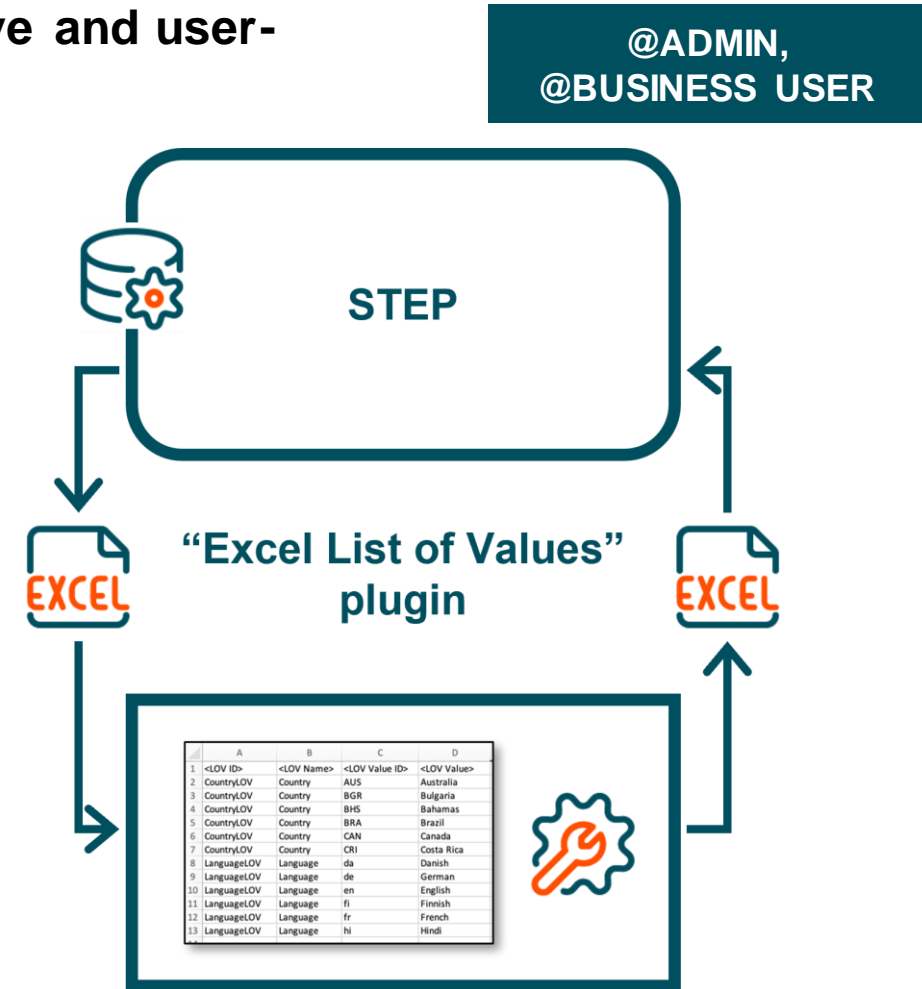 ve and user-
@ADMIN,
@BUSINESS USER
STEP
“Excel List of Values”
plugin
EXCEL
EXCEL
A B C D
1 <LOV ID> <LOV Name> <LOV Value ID> <LOV Value>
2 CountryLOV Country AUS Australia
3 CountryLOV Country BGR Bulgaria
4 CountryLOV Country BHS Bahamas
5 CountryLOV Country BRA Brazil
6 CountryLOV Country CAN Canada
7 CountryLOV Country CRI Costa Rica
8 LanguageLOV Language da Danish
9 LanguageLOV Language de German
10 LanguageLOV Language en English
11 LanguageLOV Language fi Finnish
12 LanguageLOV Language fr French
13 LanguageLOV Language hi Hindi